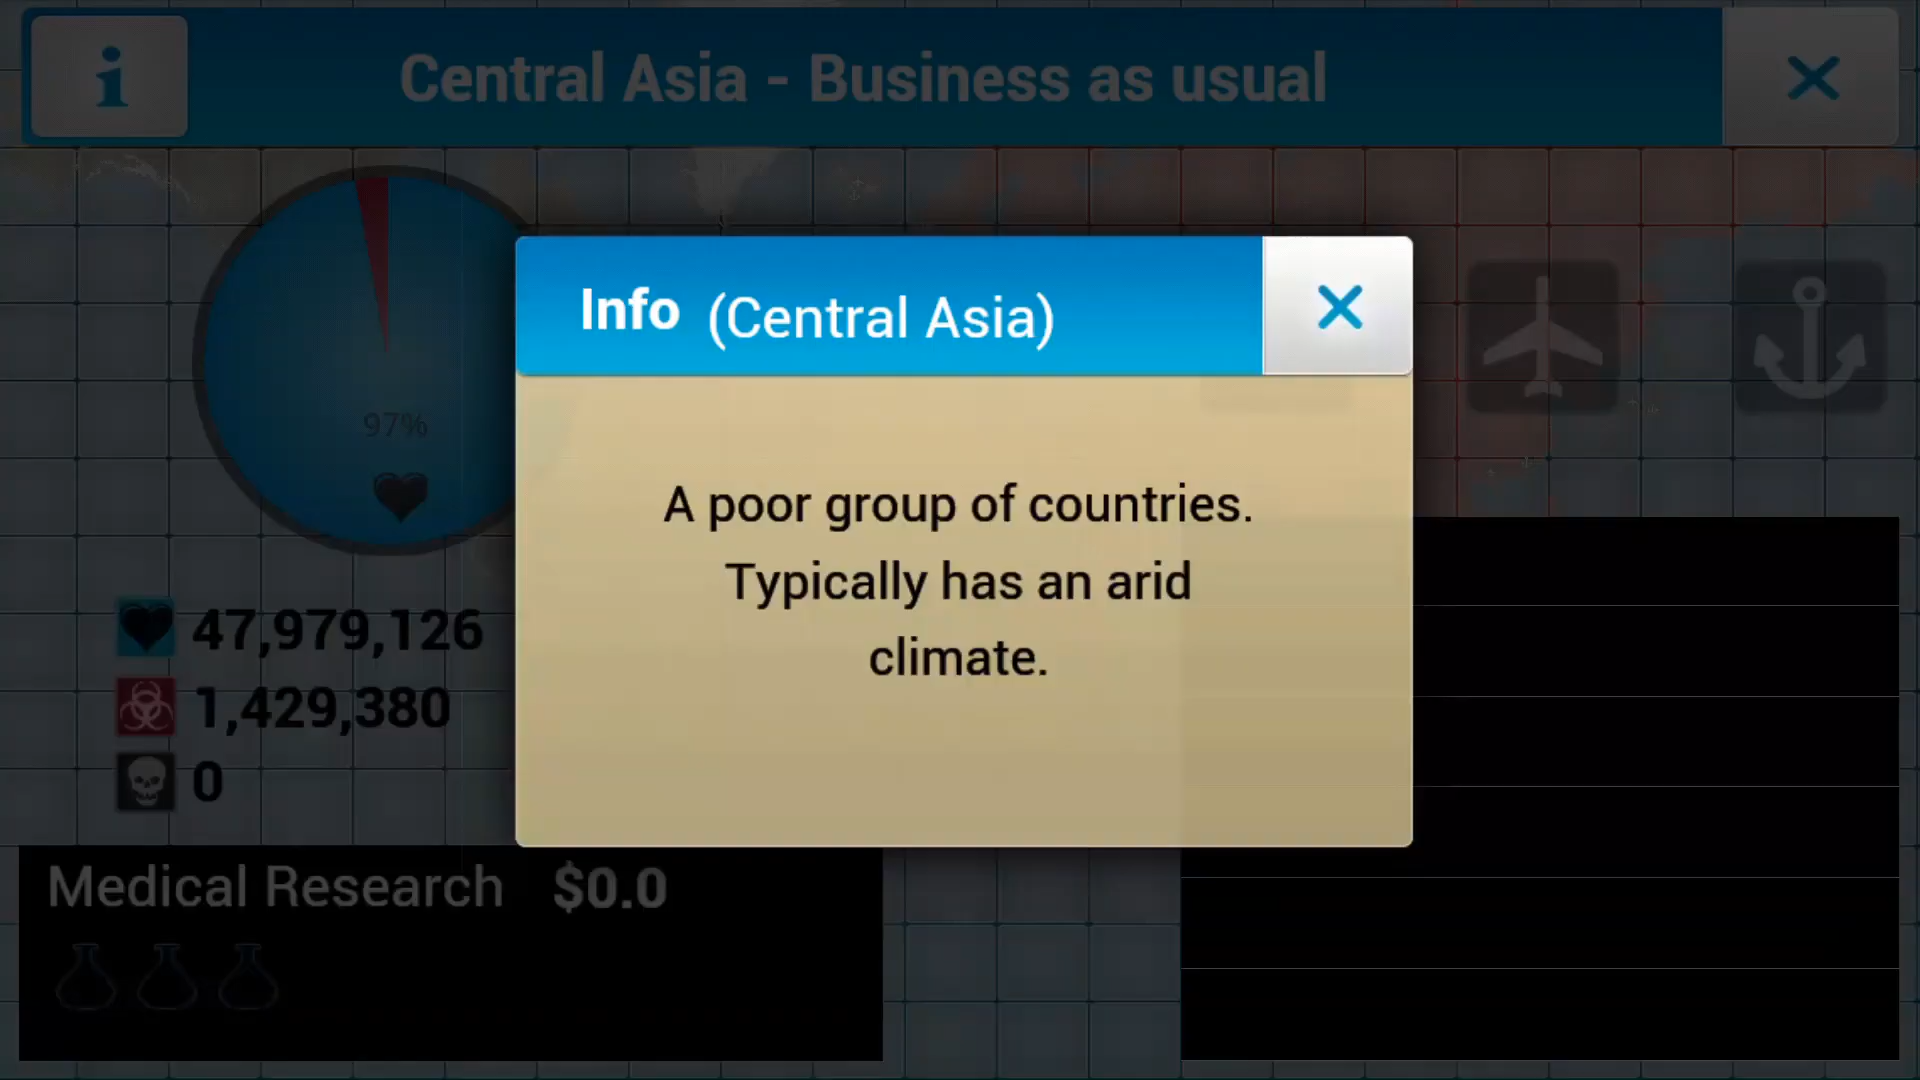 Central Asia - Business as usual
Info (Central Asia)
A poor group of countries.
Typically has an arid
climate.
97%
47,979,126
1,429,380
0
Medical Research $0.0